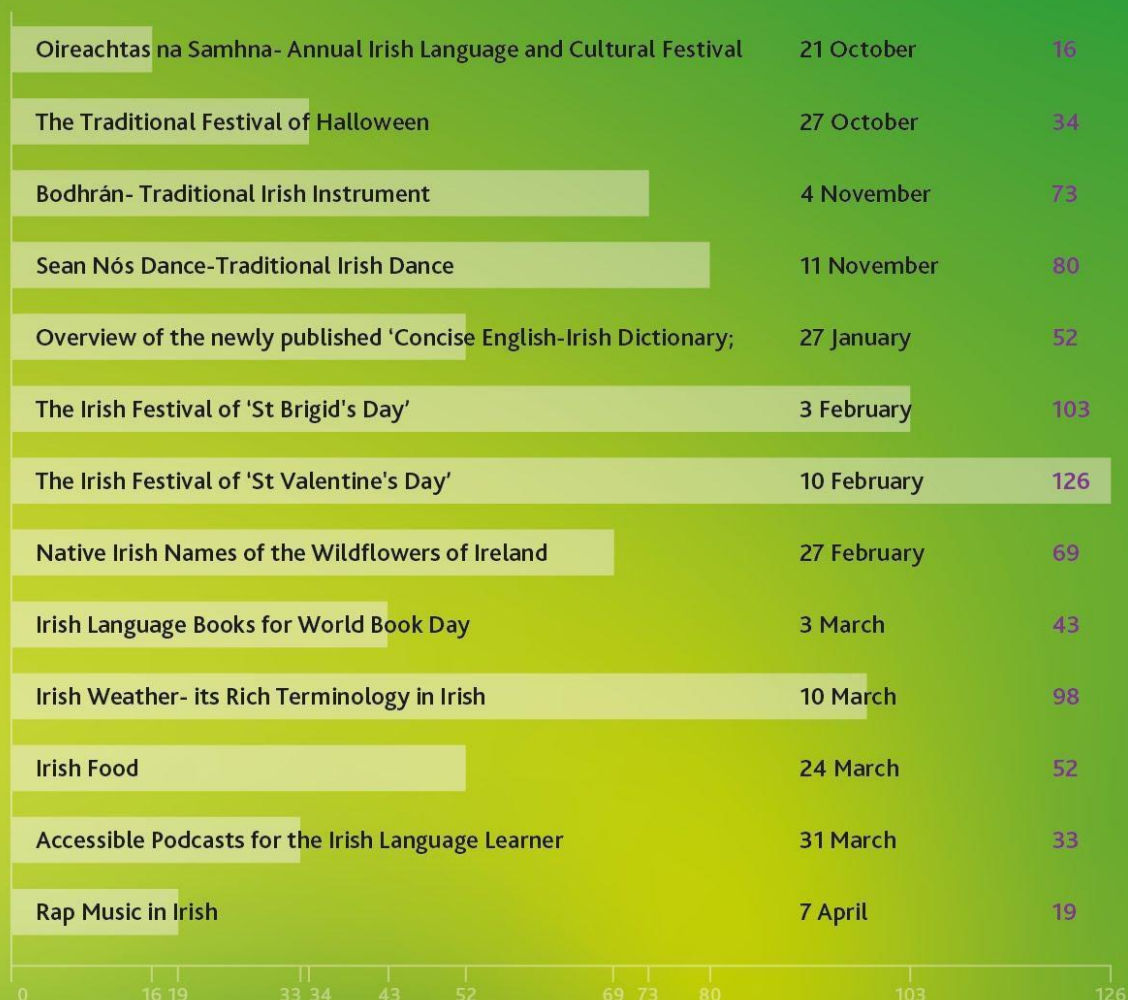 Oireachtas na Samhna- Annual Irish Language and Cultural Festival 21 October 16
The Traditional Festival of Halloween 27 October 34
Bodhrán- Traditional Irish Instrument 4 November 73
Sean Nós Dance-Traditional Irish Dance 11 November 80
Overview of the newly published ‘Concise English-Irish Dictionary; 27 January 52
The Irish Festival of ‘St Brigid's Day’ 3 February 103
The Irish Festival of ‘St Valentine's Day’ 10 February 126
Native Irish Names of the Wildflowers of Ireland 27 February 69
Irish Language Books for World Book Day 3 March 43
Irish Weather- its Rich Terminology in Irish 10 March 98
Irish Food 24 March 52
Accessible Podcasts for the Irish Language Learner 31 March 33
Rap Music in Irish 7 April 19
0 16 19 33 34 43 52 69 73 80 103 126